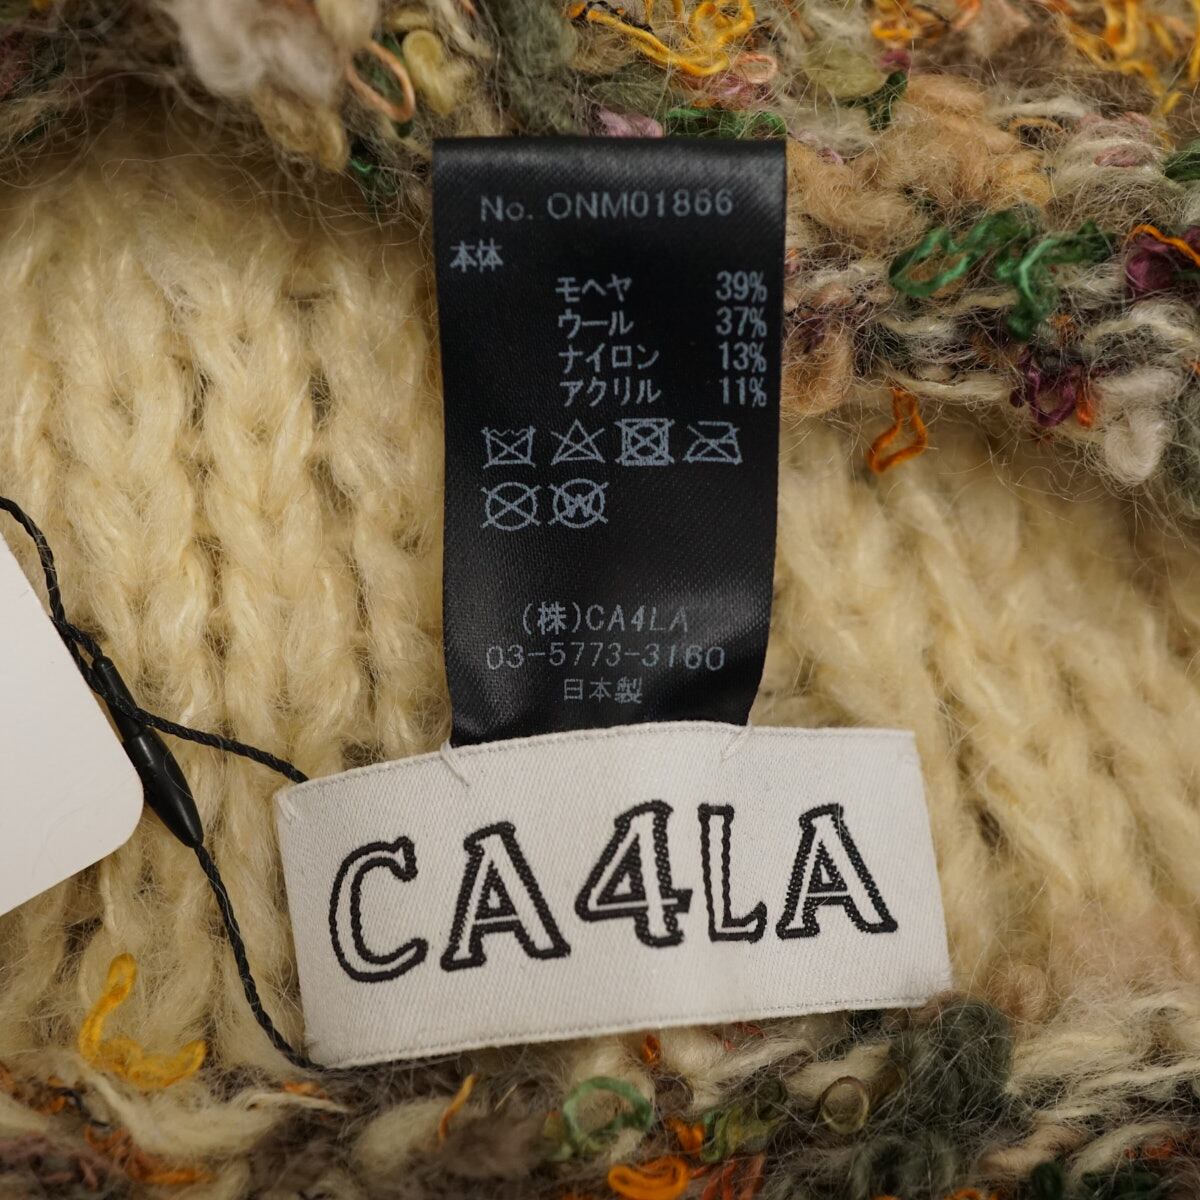 No. ONM01866
本体
モヘヤ 39%
ウール 37%
ナイロン 13%
アクリル 11%
W
(株)CA4LA
03-5773-3160
日本製
CA4LA